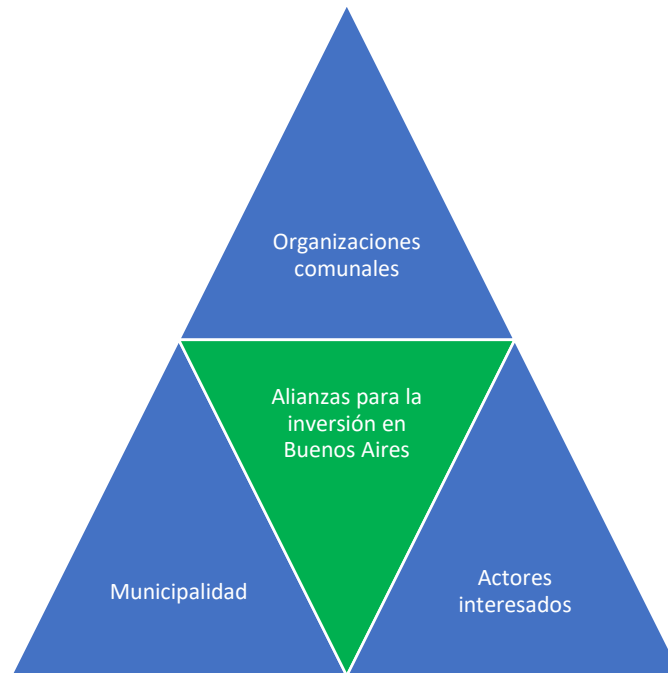 Organizaciones
comunales
Alianzas para la
inversión en
Buenos Aires
Municipalidad
Actores
interesados